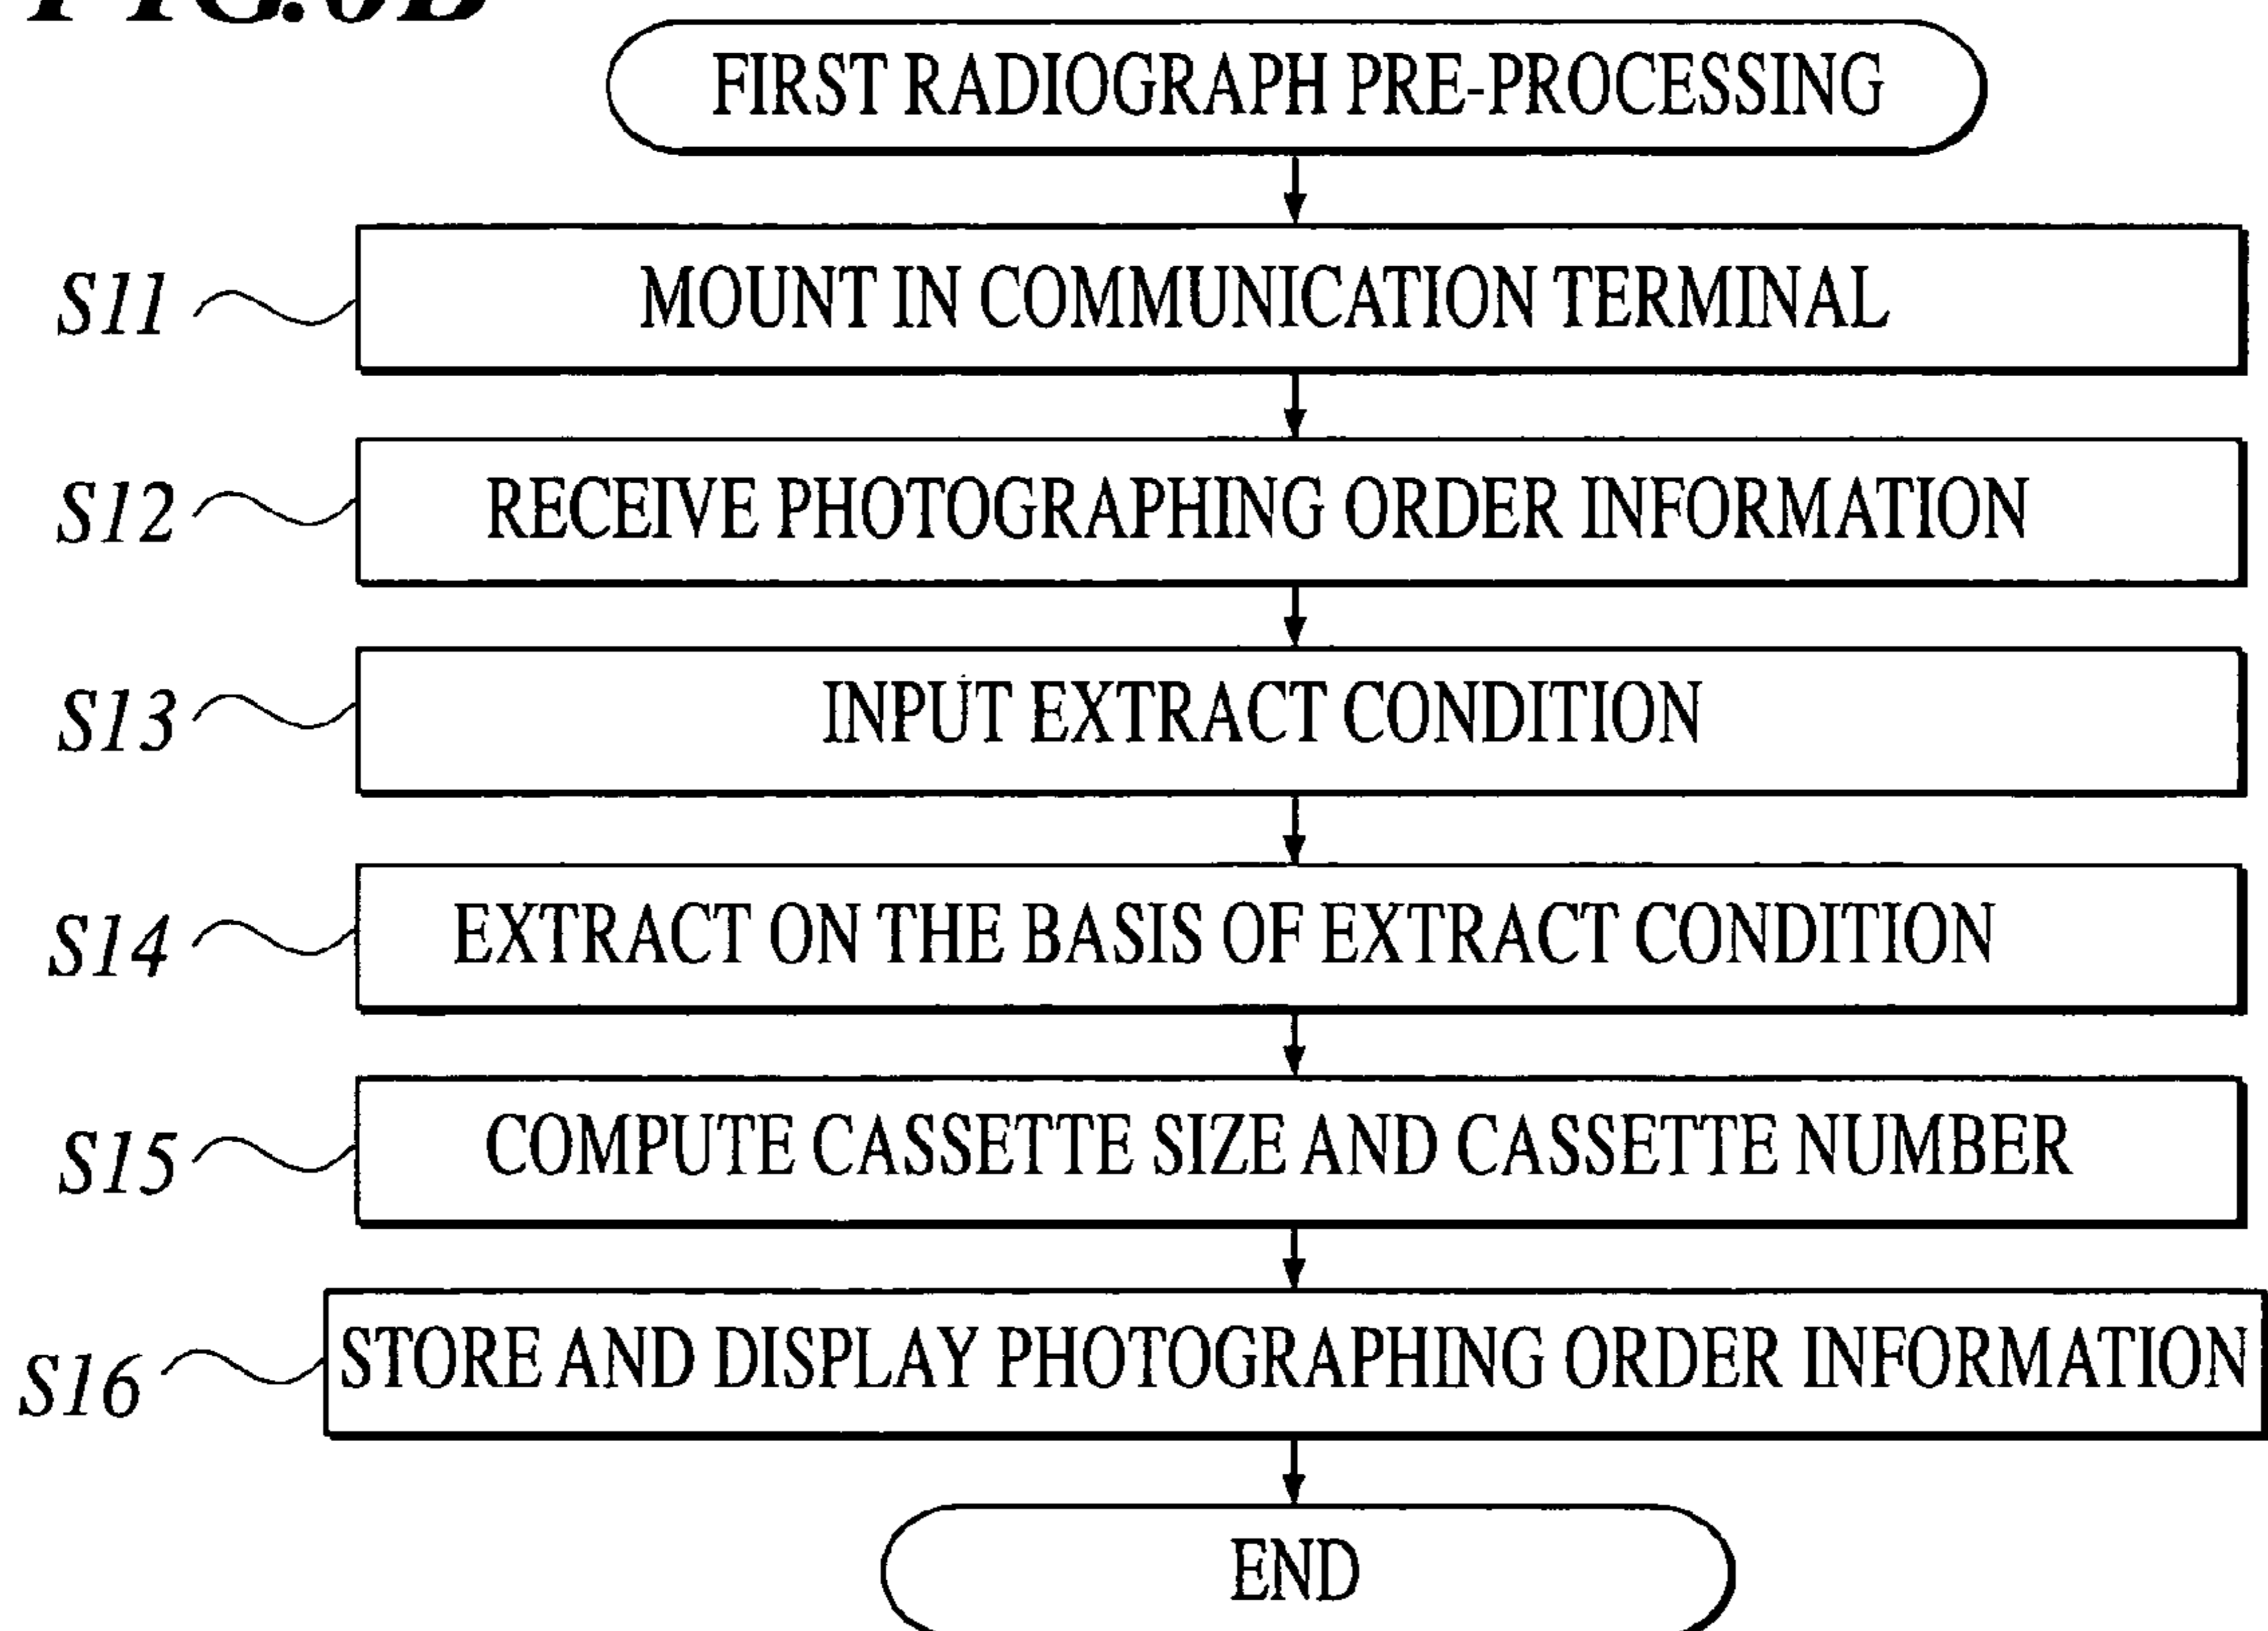 FIRST RADIOGRAPH PRE-PROCESSING
S11 MOUNT IN COMMUNICATION TERMINAL
S12 RECEIVE PHOTOGRAPHING ORDER INFORMATION
S13 INPUT EXTRACT CONDITION
S14 EXTRACT ON THE BASIS OF EXTRACT CONDITION
S15 COMPUTE CASSETTE SIZE AND CASSETTE NUMBER
S16 STORE AND DISPLAY PHOTOGRAPHING ORDER INFORMATION
END